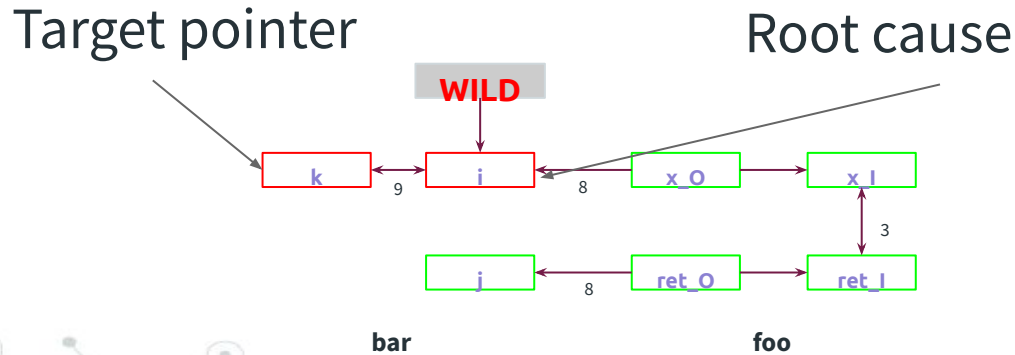 Target pointer
Root cause
WILD
k
9
i
8
x_O
x_I
3
j
8
ret_O
ret_I
bar
foo